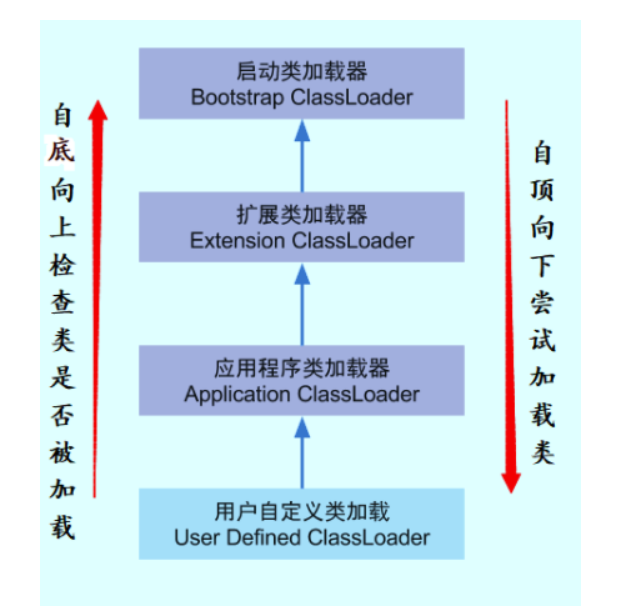 启动类加载器
Bootstrap ClassLoader
扩展类加载器
Extension ClassLoader
应用程序类加载器
Application ClassLoader
用户自定义类加载
User Defined ClassLoader
自底向上检查类是否被加载
自顶向下尝试加载类